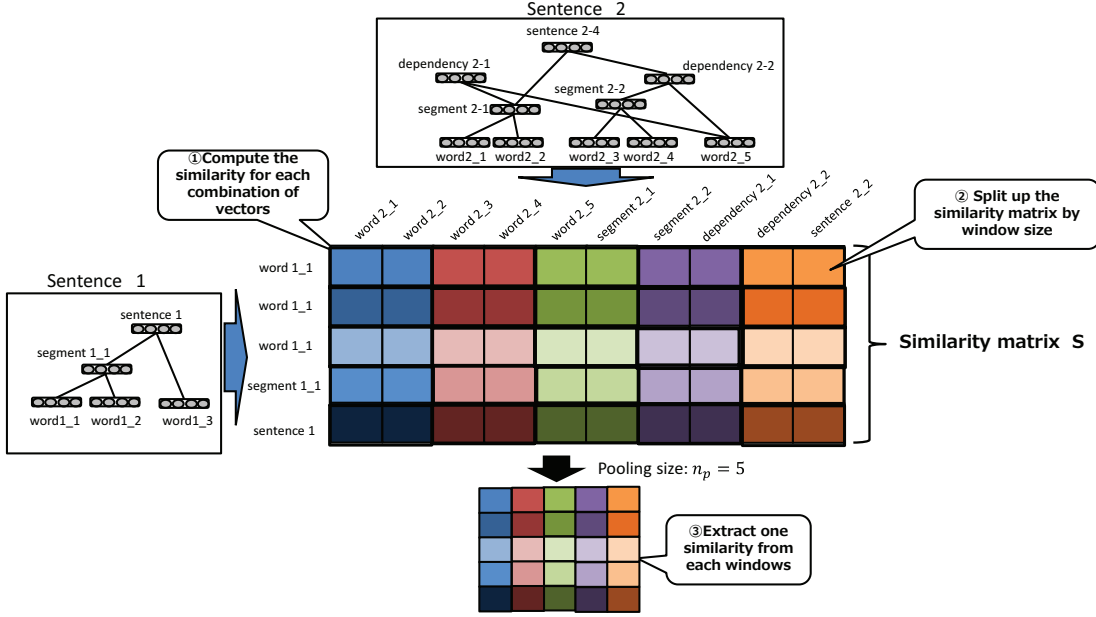 Sentence 2
sentence 2-4
dependency 2-1
dependency 2-2
segment 2-2
segment 2-1
word2_1
word2_2
word2_3
word2_4
word2_5
①Compute the
similarity for each
combination of
vectors
word 2_1
word 2_2
word 2_3
word 2_4
word 2_5
segment 2_1
segment 2_2
dependency 2_1
dependency 2_2
sentence 2_2
② Split up the
similarity matrix by
window size
Sentence 1
sentence 1
segment 1_1
word1_1
word1_2
word1_3
word 1_1
word 1_1
word 1_1
segment 1_1
sentence 1
Similarity matrix S
Pooling size: n_p = 5
③Extract one
similarity from
each windows